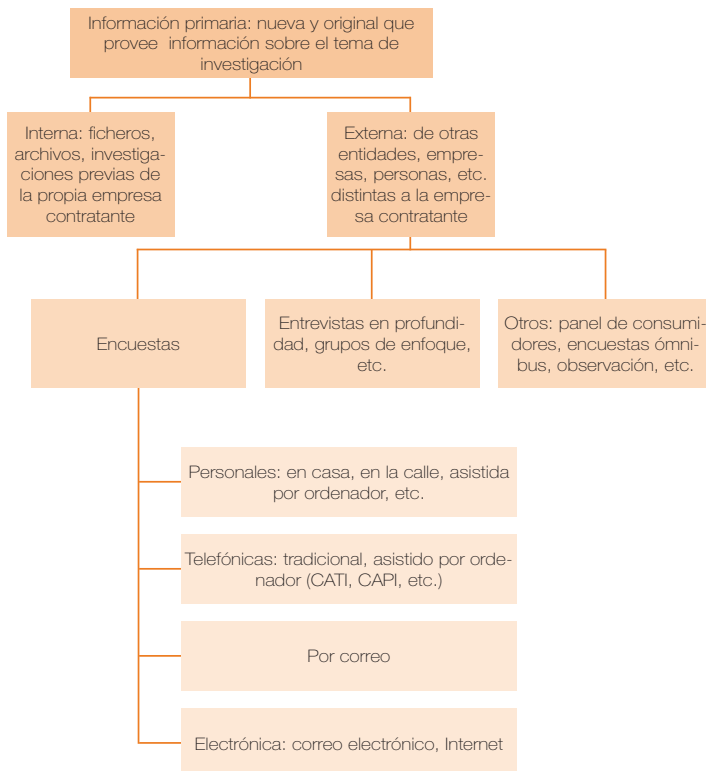 Información primaria: nueva y original que
provee información sobre el tema de
investigación
Interna: ficheros,
archivos, investiga-
ciones previas de
la propia empresa
contratante
Externa: de otras
entidades, empre-
sas, personas, etc.
distintas a la empre-
sa contratante
Encuestas
Entrevistas en profundi-
dad, grupos de enfoque,
etc.
Otros: panel de consumi-
dores, encuestas ómni-
bus, observación, etc.
Personales: en casa, en la calle, asistida
por ordenador, etc.
Telefónicas: tradicional, asistido por orde-
nador (CATI, CAPI, etc.)
Por correo
Electrónica: correo electrónico, Internet